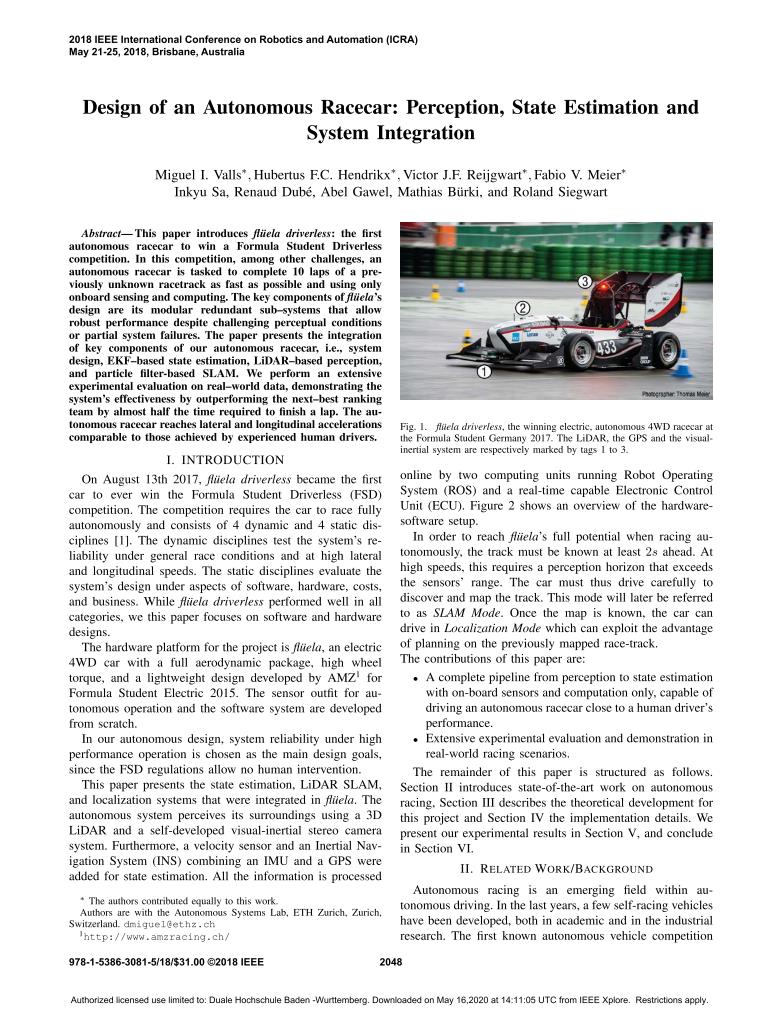 2018 IEEE International Conference on Robotics and Automation (ICRA)
May 21-25, 2018, Brisbane, Australia
Design of an Autonomous Racecar: Perception, State Estimation and
System Integration
Miguel I. Valls*, Hubertus F.C. Hendrikx*, Victor J.F. Reijgwart*, Fabio V. Meier*
Inkyu Sa, Renaud Dubé, Abel Gawel, Mathias Bürki, and Roland Siegwart
Abstract— This paper introduces flüela driverless: the first
autonomous racecar to win a Formula Student Driverless
competition. In this competition, among other challenges, an
autonomous racecar is tasked to complete 10 laps of a pre-
viously unknown racetrack as fast as possible and using only
onboard sensing and computing. The key components of flüela's
design are its modular redundant sub–systems that allow
robust performance despite challenging perceptual conditions
or partial system failures. The paper presents the integration
of key components of our autonomous racecar, i.e., system
design, EKF–based state estimation, LiDAR–based perception,
and particle filter-based SLAM. We perform an extensive
experimental evaluation on real–world data, demonstrating the
system's effectiveness by outperforming the next–best ranking
team by almost half the time required to finish a lap. The au-
tonomous racecar reaches lateral and longitudinal accelerations
comparable to those achieved by experienced human drivers.
I. INTRODUCTION
On August 13th 2017, flüela driverless became the first
car to ever win the Formula Student Driverless (FSD)
competition. The competition requires the car to race fully
autonomously and consists of 4 dynamic and 4 static dis-
ciplines [1]. The dynamic disciplines test the system's re-
liability under general race conditions and at high lateral
and longitudinal speeds. The static disciplines evaluate the
system's design under aspects of software, hardware, costs,
and business. While flüela driverless performed well in all
categories, we this paper focuses on software and hardware
designs.
The hardware platform for the project is flüela, an electric
4WD car with a full aerodynamic package, high wheel
torque, and a lightweight design developed by AMZ1 for
Formula Student Electric 2015. The sensor outfit for au-
tonomous operation and the software system are developed
from scratch.
In our autonomous design, system reliability under high
performance operation is chosen as the main design goals,
since the FSD regulations allow no human intervention.
This paper presents the state estimation, LiDAR SLAM,
and localization systems that were integrated in flüela. The
autonomous system perceives its surroundings using a 3D
LiDAR and a self-developed visual-inertial stereo camera
system. Furthermore, a velocity sensor and an Inertial Nav-
igation System (INS) combining an IMU and a GPS were
added for state estimation. All the information is processed
* The authors contributed equally to this work.
Authors are with the Autonomous Systems Lab, ETH Zurich, Zurich,
Switzerland. dmiguel@ethz.ch
1http://www.amzracing.ch/
3
2
1
433
Photographer: Thomas Meier
Fig. 1. flüela driverless, the winning electric, autonomous 4WD racecar at
the Formula Student Germany 2017. The LiDAR, the GPS and the visual-
inertial system are respectively marked by tags 1 to 3.
online by two computing units running Robot Operating
System (ROS) and a real-time capable Electronic Control
Unit (ECU). Figure 2 shows an overview of the hardware-
software setup.
In order to reach flüela's full potential when racing au-
tonomously, the track must be known at least 2s ahead. At
high speeds, this requires a perception horizon that exceeds
the sensors' range. The car must thus drive carefully to
discover and map the track. This mode will later be referred
to as SLAM Mode. Once the map is known, the car can
drive in Localization Mode which can exploit the advantage
of planning on the previously mapped race-track.
The contributions of this paper are:
• A complete pipeline from perception to state estimation
with on-board sensors and computation only, capable of
driving an autonomous racecar close to a human driver's
performance.
• Extensive experimental evaluation and demonstration in
real-world racing scenarios.
The remainder of this paper is structured as follows.
Section II introduces state-of-the-art work on autonomous
racing, Section III describes the theoretical development for
this project and Section IV the implementation details. We
present our experimental results in Section V, and conclude
in Section VI.
II. RELATED WORK/BACKGROUND
Autonomous racing is an emerging field within au-
tonomous driving. In the last years, a few self-racing vehicles
have been developed, both in academic and in the industrial
research. The first known autonomous vehicle competition
978-1-5386-3081-5/18/$31.00 ©2018 IEEE
2048
Authorized licensed use limited to: Duale Hochschule Baden -Wurttemberg. Downloaded on May 16,2020 at 14:11:05 UTC from IEEE Xplore. Restrictions apply.